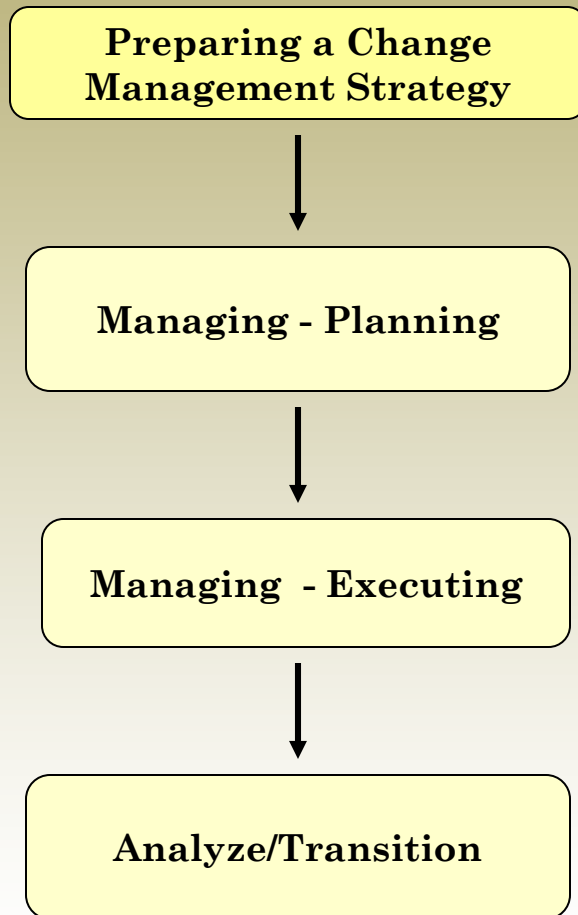 Preparing a Change
Management Strategy
Managing - Planning
Managing  - Executing
Analyze/Transition